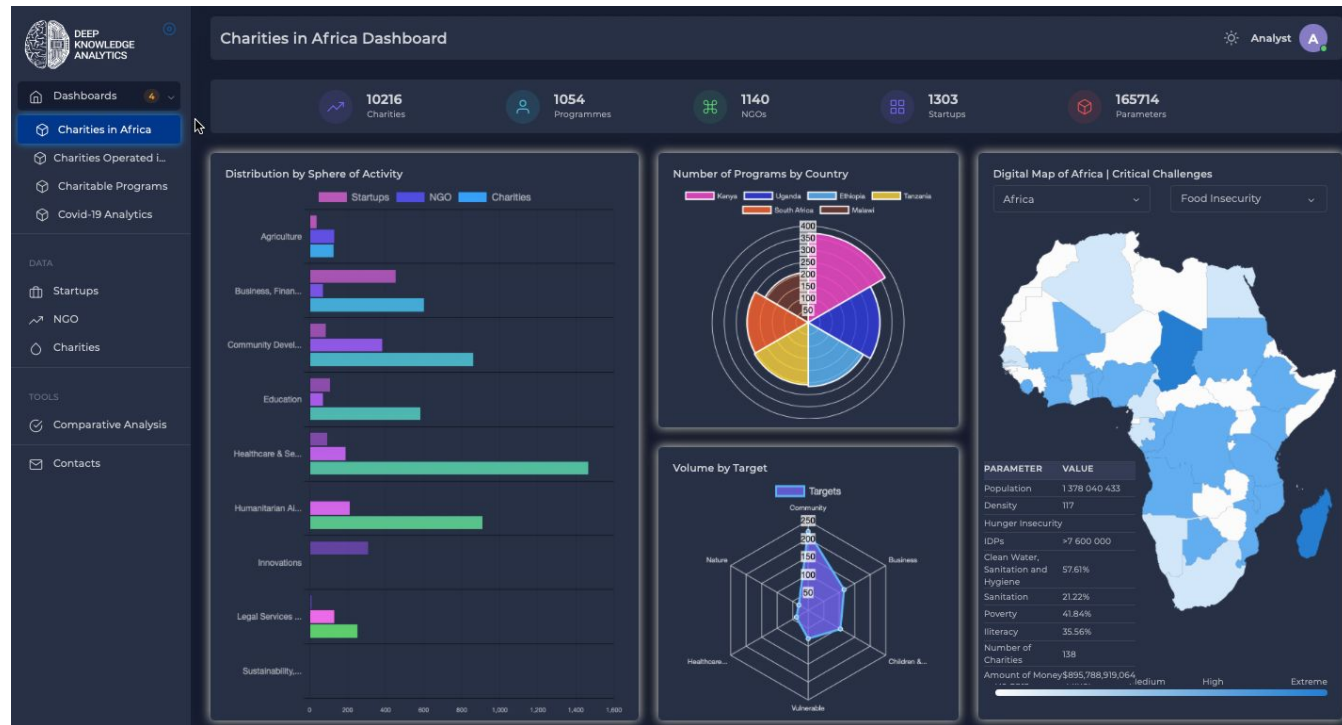 DEEP
KNOWLEDGE
ANALYTICS
Dashboards 4
Charities in Africa
Charities Operated i...
Charitable Programs
Covid-19 Analytics
DATA
Startups
NGO
Charities
TOOLS
Comparative Analysis
Contacts
Charities in Africa Dashboard
Analyst A
10216
Charities
1054
Programmes
1140
NGOs
1303
Startups
165714
Parameters
Distribution by Sphere of Activity
Startups NGO Charities
Agriculture
Business, Finan...
Community Devel...
Education
Healthcare & Se...
Humanitarian Ai...
Innovations
Legal Services ...
Sustainability,...
0 200 400 600 800 1,000 1,200 1,400 1,600
Number of Programs by Country
Kenya Uganda Ethiopia Tanzania
South Africa Malawi
400
350
300
250
200
150
100
50
Volume by Target
Targets
Community
250
200
150
100
50
Nature
Business
Healthcare...
Children &...
Vulnerable
Digital Map of Africa | Critical Challenges
Africa
Food Insecurity
PARAMETER VALUE
Population 1 378 040 433
Density 117
Hunger Insecurity
IDPs >7 600 000
Clean Water,
Sanitation and 57.61%
Hygiene
Sanitation 21.22%
Poverty 41.84%
Iliteracy 35.56%
Number of
Charities 138
Amount of Money $895,788,919,064
High Extreme